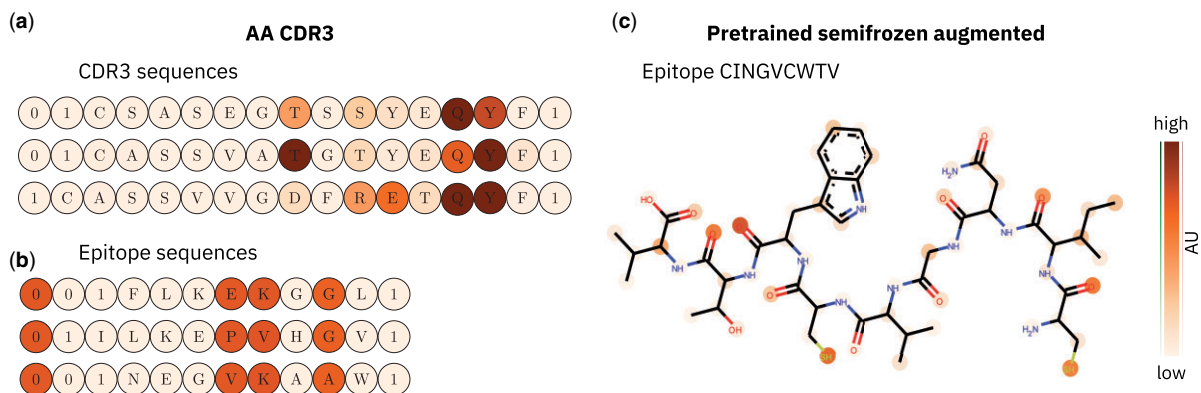 (a)
AA CDR3
CDR3 sequences
0 1 C S A S E G T S S Y E Q Y F 1
0 1 C A S S V A T G T Y E Q Y F 1
1 C A S S V V G D F R E T Q Y F 1
(b)
Epitope sequences
0 0 1 F L K E K G G L 1
0 1 I L K E P V H G V 1
0 0 1 N E G V K A A W 1
(c)
Pretrained semifrozen augmented
Epitope CINGVCWTV
HO
O
NH
O
OH
NH
O
NH
NH
O
SH
NH
O
NH
O
NH
O
H₂N
O
NH
O
NH
O
H₂N
SH
high
AU
low